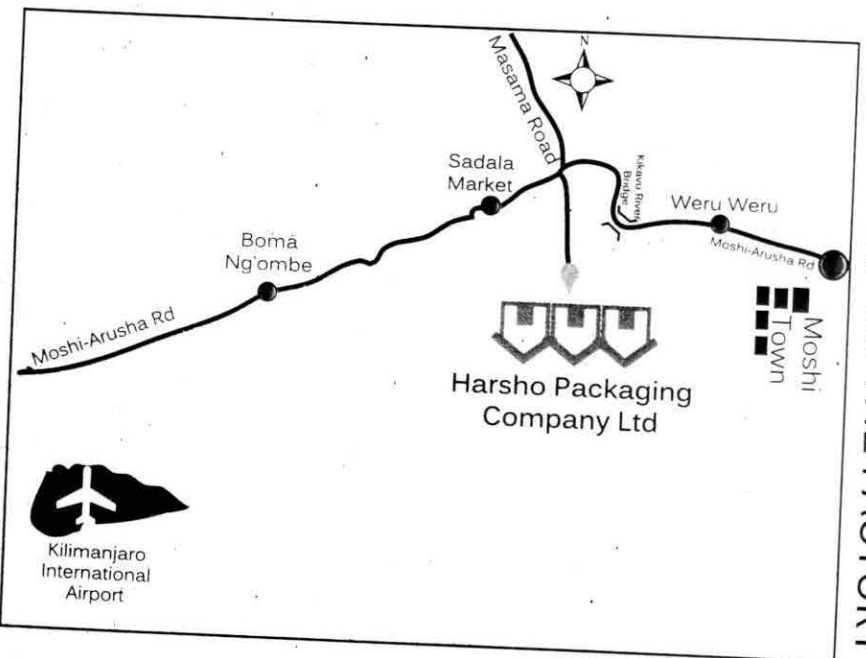 N
Masama Road
Sadala
Market
Kikavu River
Bridge
Weru Weru
Moshi-Arusha Rd
Boma
Ng'ombe
Moshi-Arusha Rd
Moshi
Town
Harsho Packaging
Company Ltd
Kilimanjaro
International
Airport
FACTORY